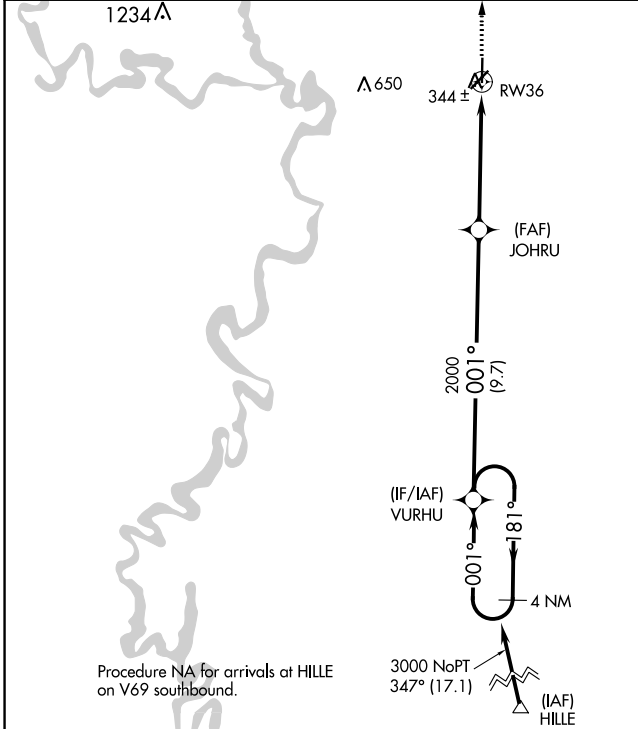 1234
650
344 ±
RW36
(FAF)
JOHRU
2000
001°
(9.7)
(IF/IAF)
VURHU
001°
181°
4 NM
Procedure NA for arrivals at HILLE
on V69 southbound.
3000 NoPT
347° (17.1)
(IAF)
HILLE